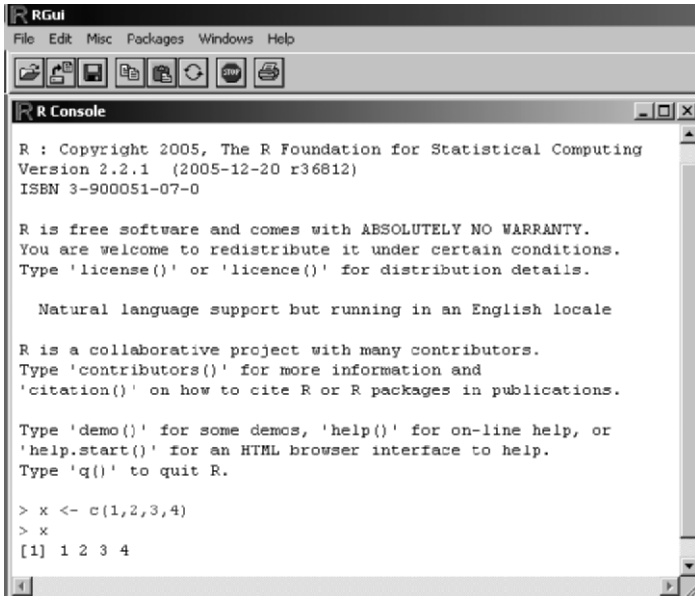 RGui
File Edit Misc Packages Windows Help
STOP
R Console
R : Copyright 2005, The R Foundation for Statistical Computing
Version 2.2.1 (2005-12-20 r36812)
ISBN 3-900051-07-0
R is free software and comes with ABSOLUTELY NO WARRANTY.
You are welcome to redistribute it under certain conditions.
Type 'license()' or 'licence()' for distribution details.
Natural language support but running in an English locale
R is a collaborative project with many contributors.
Type 'contributors()' for more information and
'citation()' on how to cite R or R packages in publications.
Type 'demo()' for some demos, 'help()' for on-line help, or
'help.start()' for an HTML browser interface to help.
Type 'q()' to quit R.
> x <- c(1,2,3,4)
> x
[1] 1 2 3 4